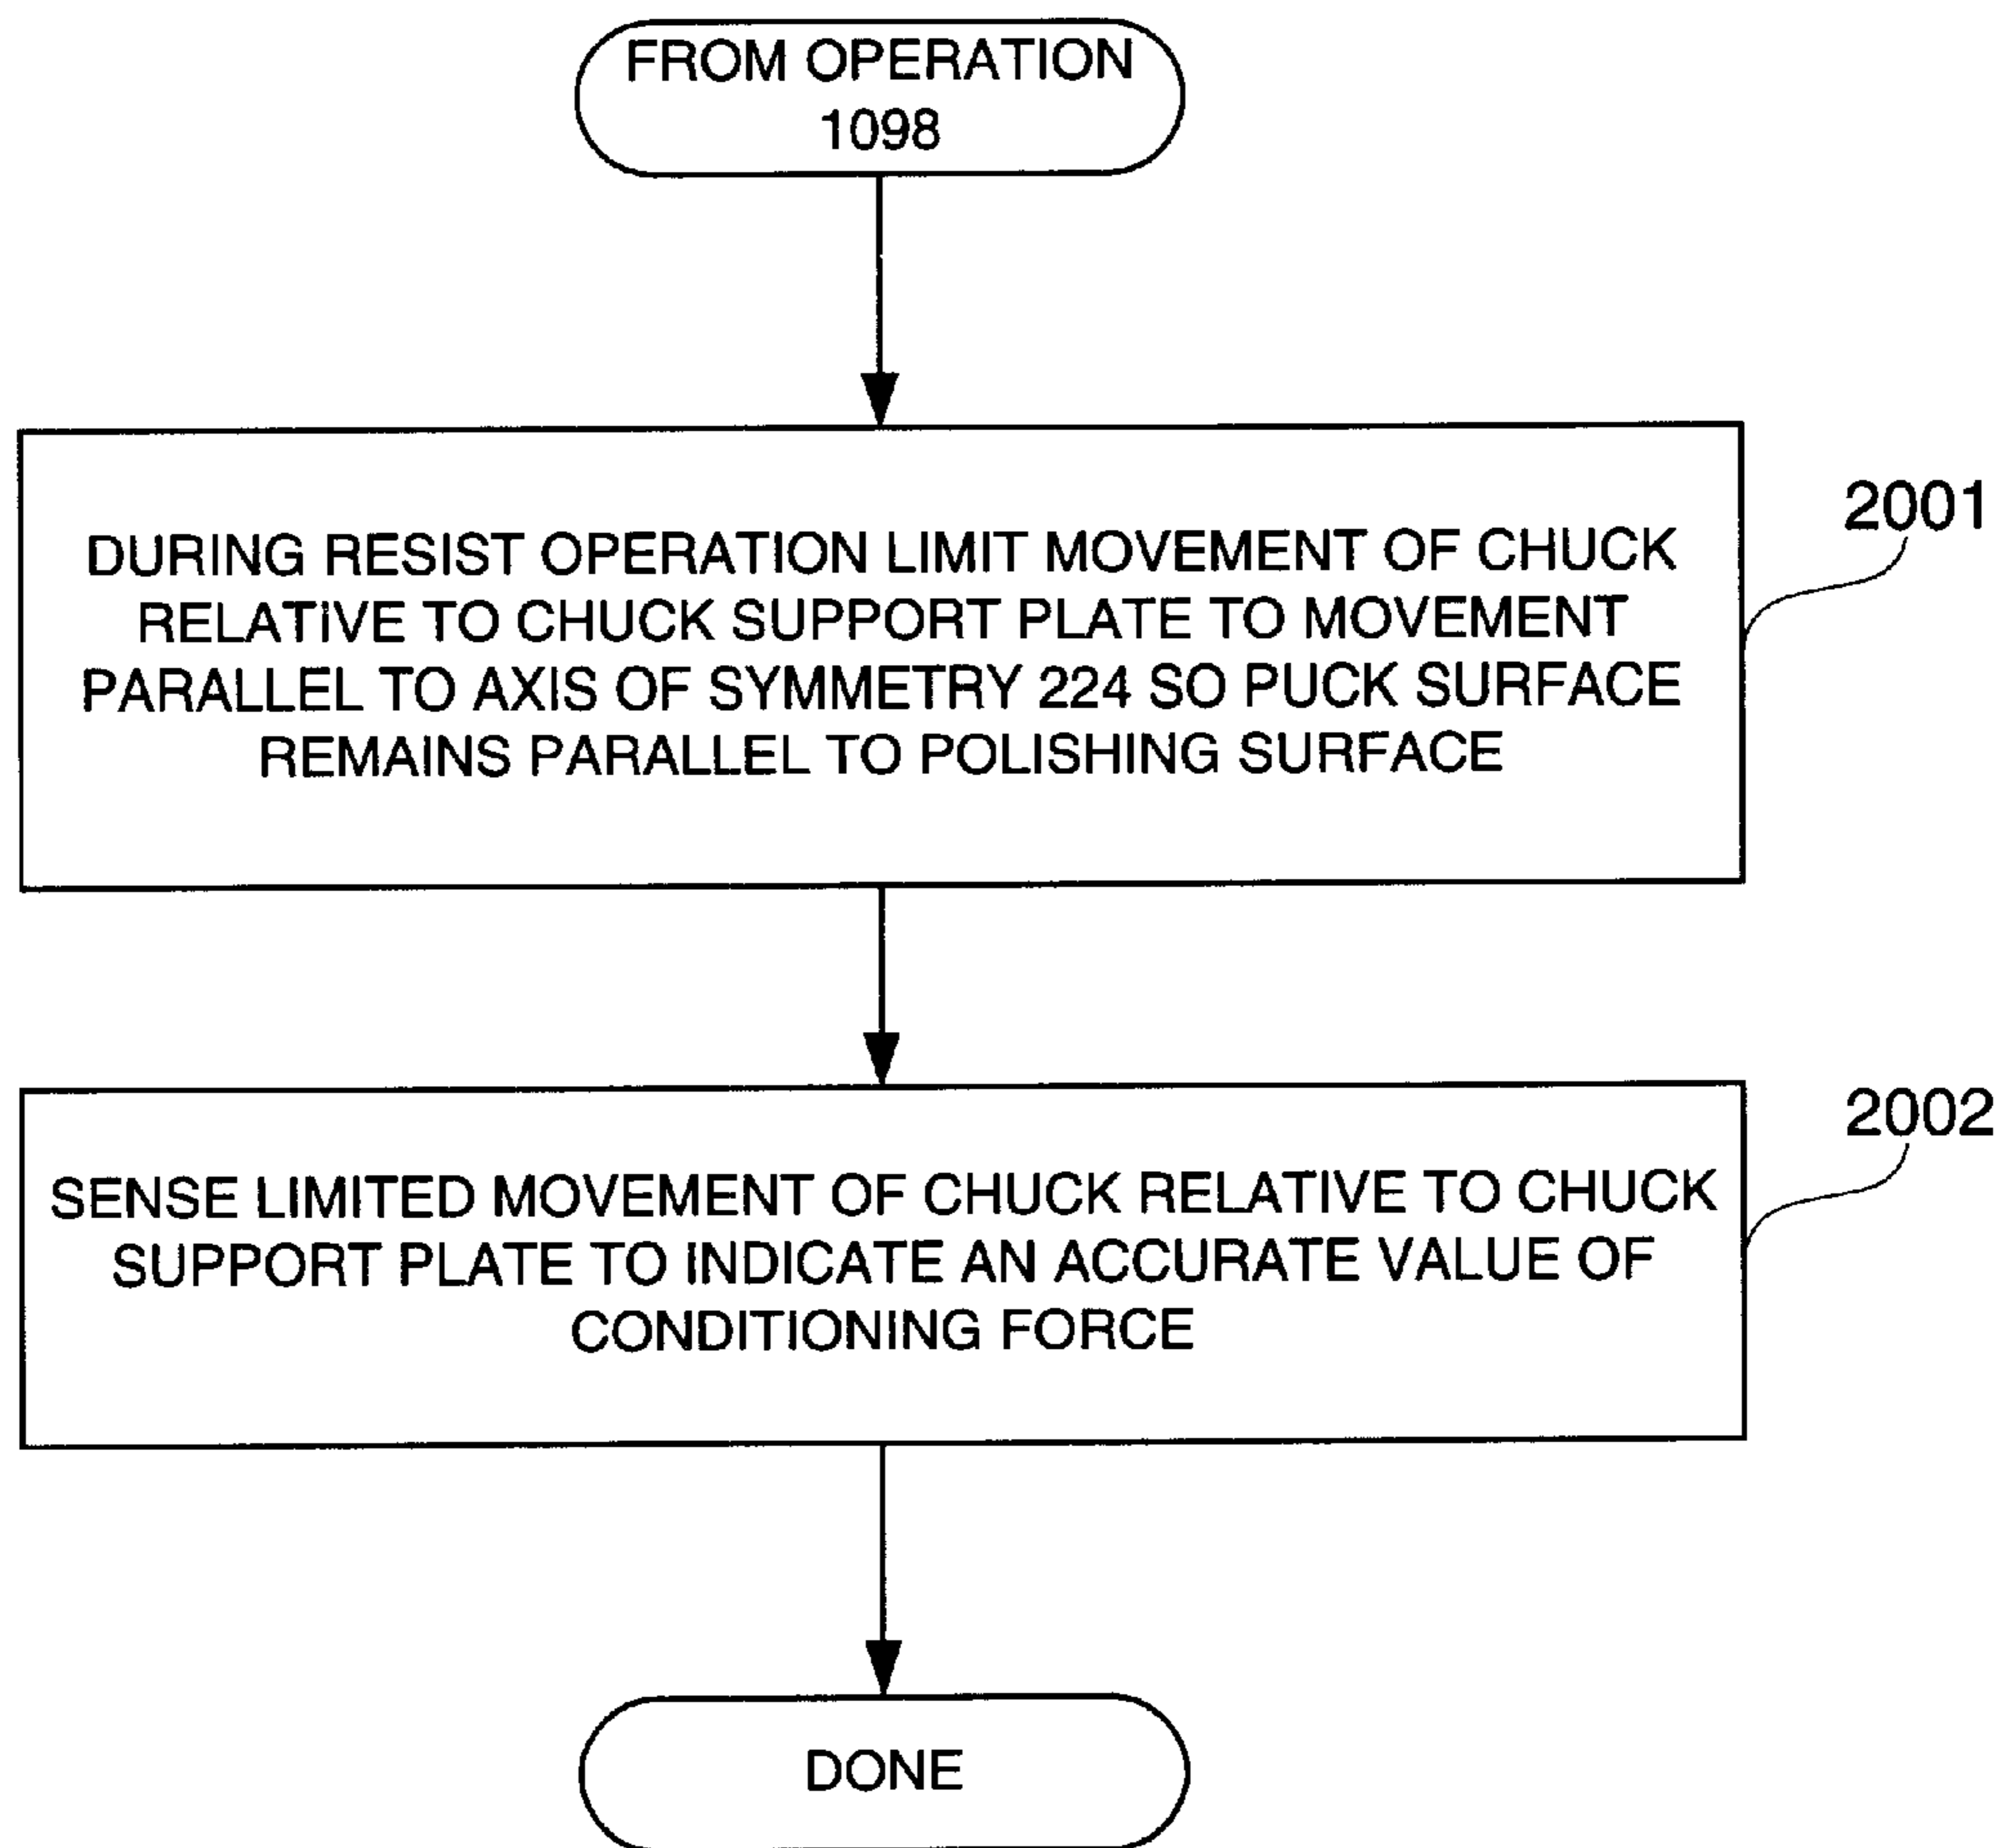 FROM OPERATION
1098
2001
DURING RESIST OPERATION LIMIT MOVEMENT OF CHUCK
RELATIVE TO CHUCK SUPPORT PLATE TO MOVEMENT
PARALLEL TO AXIS OF SYMMETRY 224 SO PUCK SURFACE
REMAINS PARALLEL TO POLISHING SURFACE
2002
SENSE LIMITED MOVEMENT OF CHUCK RELATIVE TO CHUCK
SUPPORT PLATE TO INDICATE AN ACCURATE VALUE OF
CONDITIONING FORCE
DONE